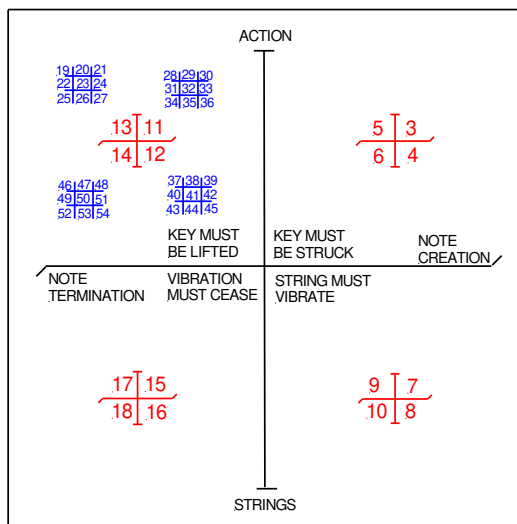 ACTION
19 20 21
22 23 24
25 26 27
28 29 30
31 32 33
34 35 36
13 11
14 12
5 3
6 4
46 47 48
49 50 51
52 53 54
37 38 39
40 41 42
43 44 45
KEY MUST
BE LIFTED
KEY MUST
BE STRUCK
NOTE
CREATION
NOTE
TERMINATION
VIBRATION
MUST CEASE
STRING MUST
VIBRATE
17 15
18 16
9 7
10 8
STRINGS